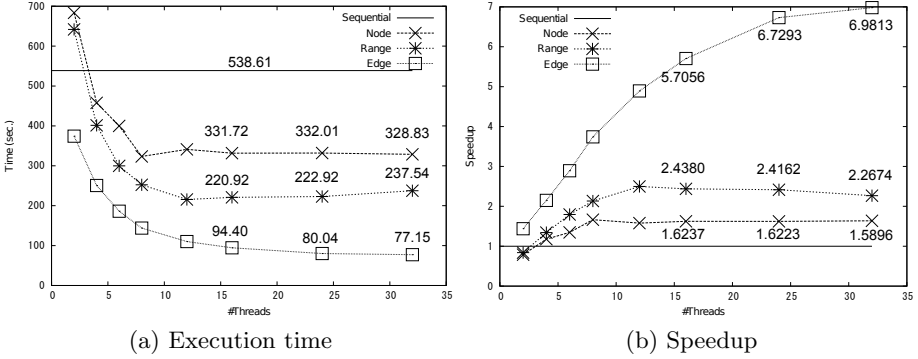 700
600
500
400
300
200
100
0
Time (sec.)
Sequential
Node
Range
Edge
538.61
331.72 332.01 328.83
220.92 222.92 237.54
94.40 80.04 77.15
0 5 10 15 20 25 30 35
#Threads
(a) Execution time
7
6
5
4
3
2
1
0
Speedup
Sequential
Node
Range
Edge
5.7056 6.7293 6.9813
2.4380 2.4162 2.2674
1.6237 1.6223 1.5896
0 5 10 15 20 25 30 35
#Threads
(b) Speedup